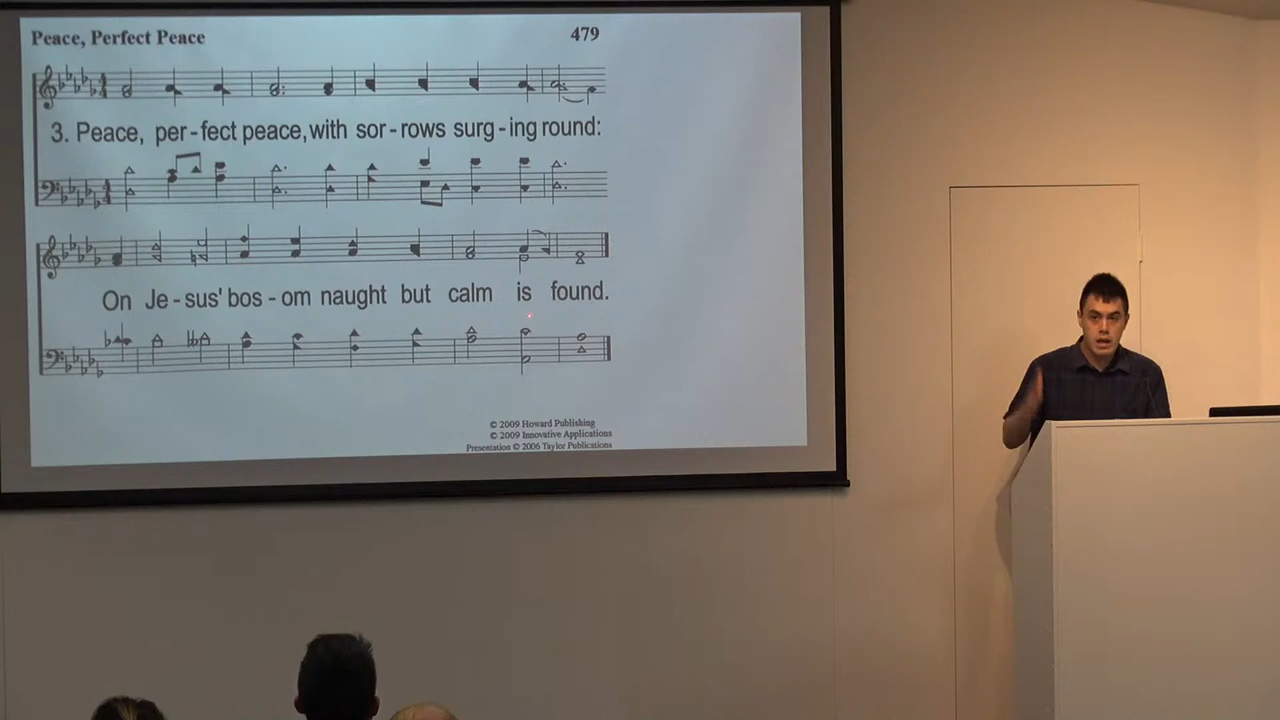 Peace, Perfect Peace 479
3. Peace, per - fect peace, with sor - rows surg - ing round:
On Je - sus' bos - om naught but calm is found.
© 2009 Howard Publishing
© 2009 Innovative Applications
Presentation © 2006 Taylor Publications